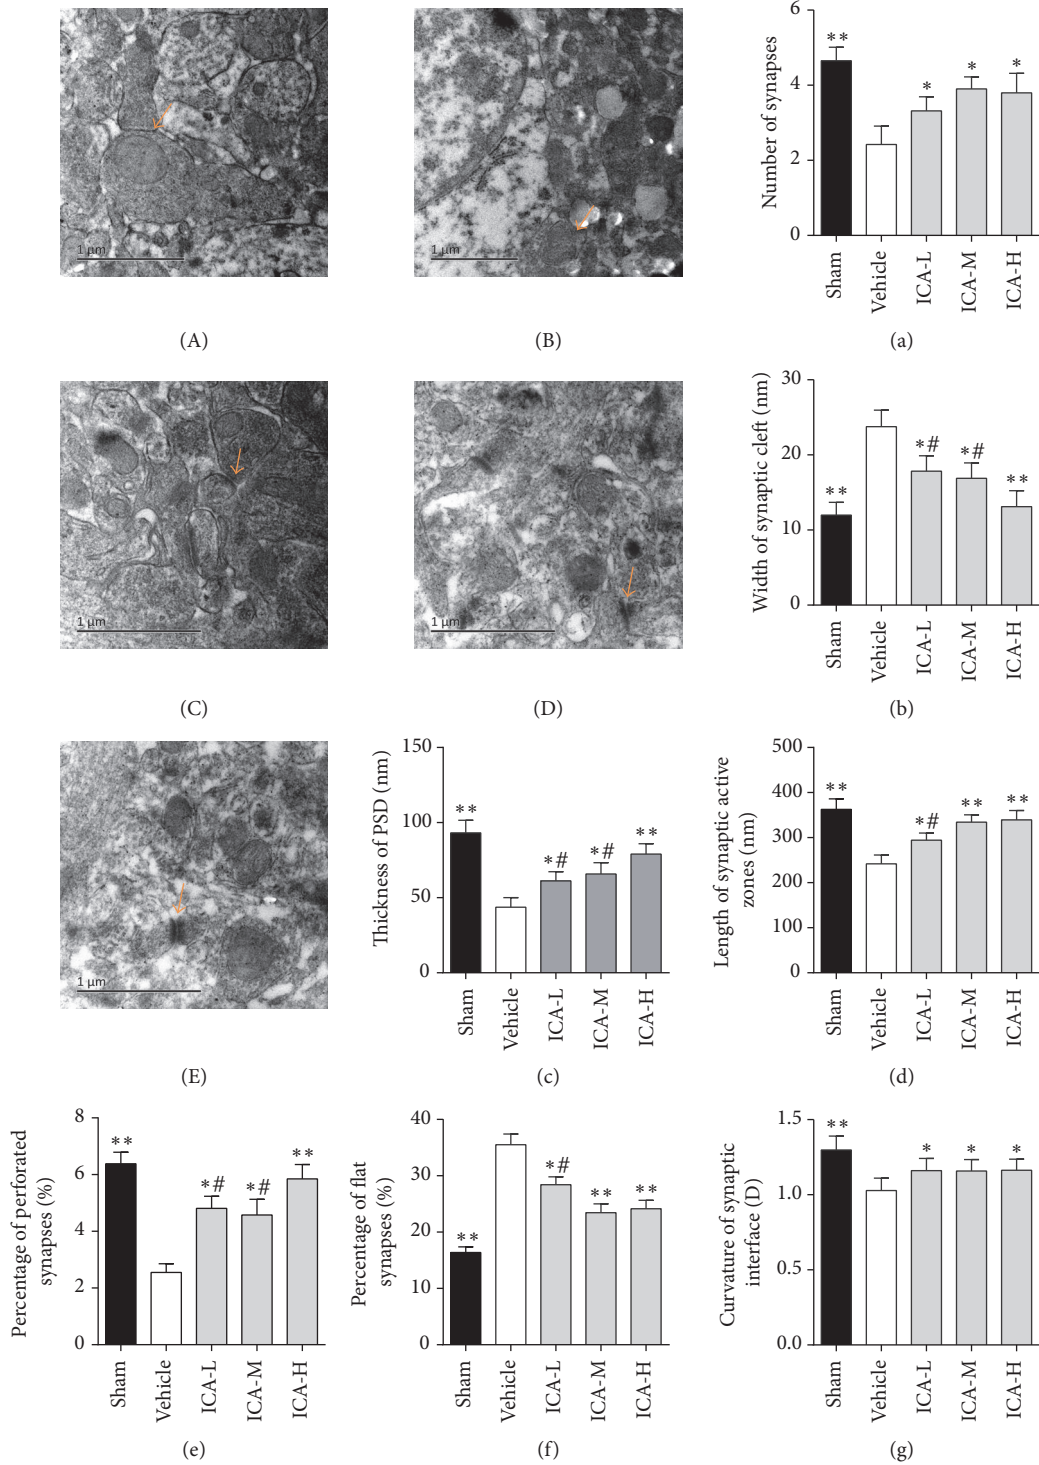 1 μm
(A)
1 μm
(B)
Number of synapses
6
4
2
0
**
*
*
*
Sham
Vehicle
ICA-L
ICA-M
ICA-H
(a)
1 μm
(C)
1 μm
(D)
Width of synaptic cleft (nm)
30
20
10
0
**
*#
*#
**
Sham
Vehicle
ICA-L
ICA-M
ICA-H
(b)
1 μm
(E)
Thickness of PSD (nm)
150
100
50
0
**
*#
*#
**
Sham
Vehicle
ICA-L
ICA-M
ICA-H
(c)
Length of synaptic active
zones (nm)
500
400
300
200
100
0
**
*#
**
**
Sham
Vehicle
ICA-L
ICA-M
ICA-H
(d)
Percentage of perforated
synapses (%)
8
6
4
2
0
**
*#
*#
**
Sham
Vehicle
ICA-L
ICA-M
ICA-H
(e)
Percentage of flat
synapses (%)
40
30
20
10
0
**
*#
**
**
Sham
Vehicle
ICA-L
ICA-M
ICA-H
(f)
Curvature of synaptic
interface (D)
1.5
1.0
0.5
0.0
**
*
*
*
Sham
Vehicle
ICA-L
ICA-M
ICA-H
(g)